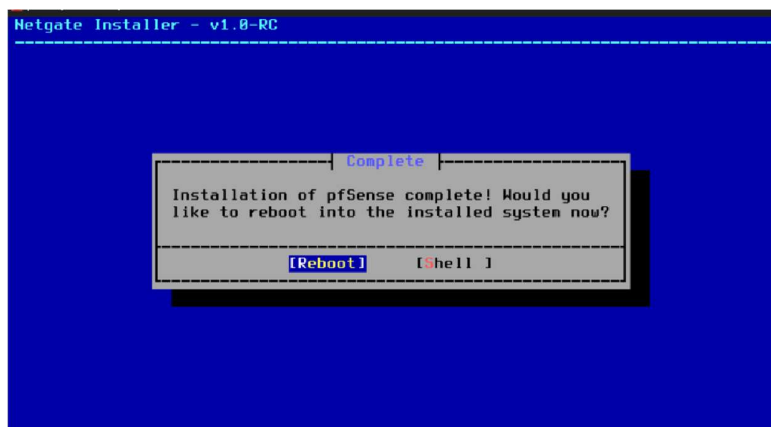 Netgate Installer - v1.0-RC
Complete
Installation of pfSense complete! Would you
like to reboot into the installed system now?
[Reboot] [Shell ]